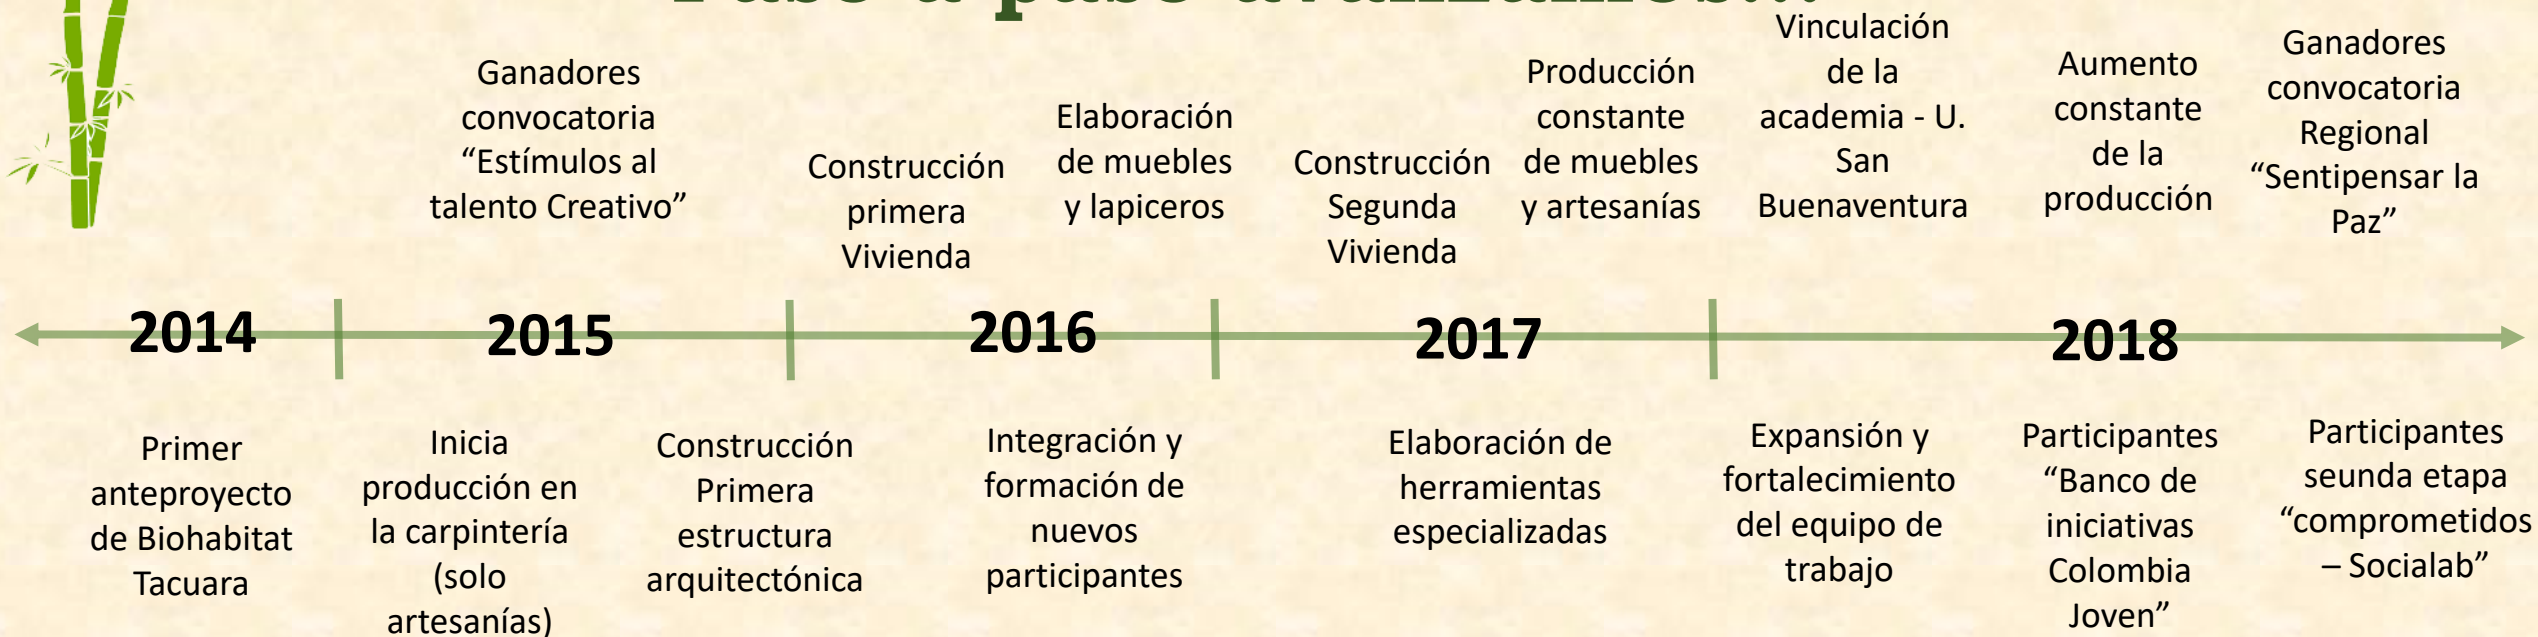 Paso a paso avanzamos...
Ganadores
convocatoria
“Estímulos al
talento Creativo”
Construcción
primera
Vivienda
Elaboración
de muebles
y lapiceros
Construcción
Segunda
Vivienda
Producción
constante
de muebles
y artesanías
Vinculación
de la
academia - U.
San
Buenaventura
Aumento
constante
de la
producción
Ganadores
convocatoria
Regional
“Sentipensar la
Paz”
2014
2015
2016
2017
2018
Primer
anteproyecto
de Biohabitat
Tacuara
Inicia
producción en
la carpintería
(solo
artesanías)
Construcción
Primera
estructura
arquitectónica
Integración y
formación de
nuevos
participantes
Elaboración de
herramientas
especializadas
Expansión y
fortalecimiento
del equipo de
trabajo
Participantes
“Banco de
iniciativas
Colombia
Joven”
Participantes
seunda etapa
“comprometidos
– Socialab”